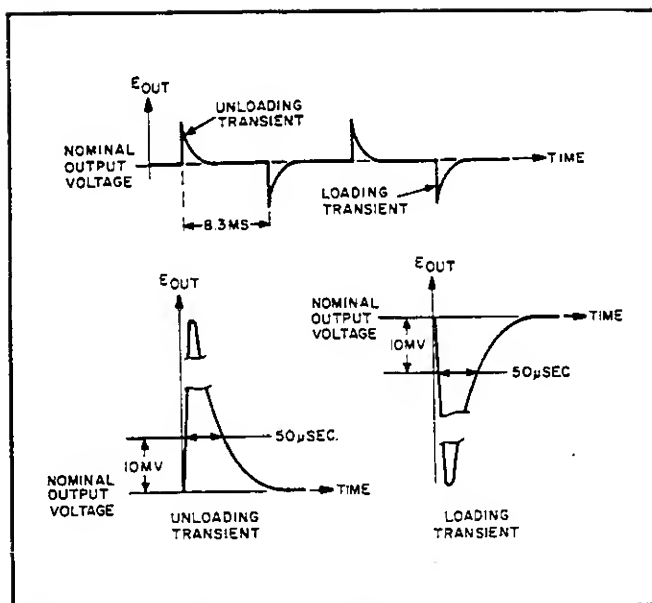 EOUT
UNLOADING
TRANSIENT
NOMINAL
OUTPUT
VOLTAGE
TIME
LOADING
TRANSIENT
8.3MS
EOUT
10MV
50µSEC.
NOMINAL
OUTPUT
VOLTAGE
TIME
UNLOADING
TRANSIENT
EOUT
NOMINAL
OUTPUT
VOLTAGE
TIME
10MV
50µSEC
LOADING
TRANSIENT